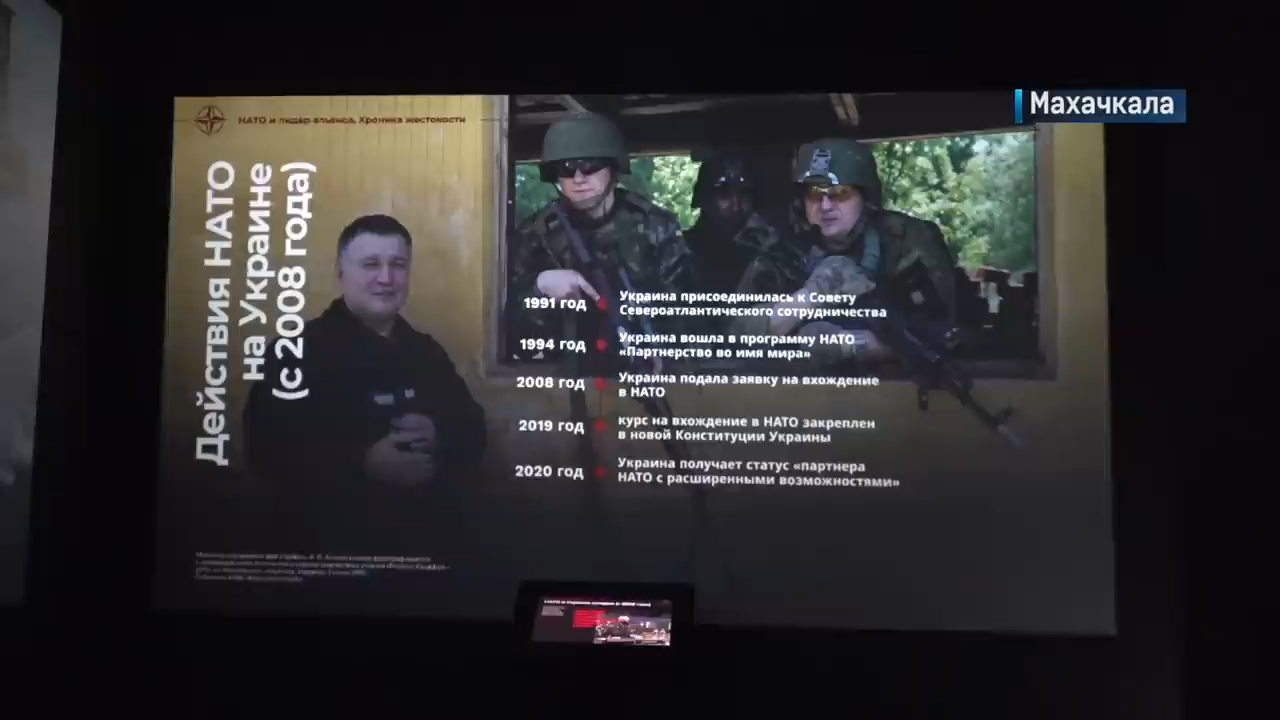 Махачкала
НАТО и лидер альянса. Хроника жестокости
Действия НАТО
на Украине
(с 2008 года)
1991 год
Украина присоединилась к Совету
Североатлантического сотрудничества
1994 год
Украина вошла в программу НАТО
«Партнерство во имя мира»
2008 год
Украина подала заявку на вхождение
в НАТО
2019 год
курс на вхождение в НАТО закреплен
в новой Конституции Украины
2020 год
Украина получает статус «партнера
НАТО с расширенными возможностями»